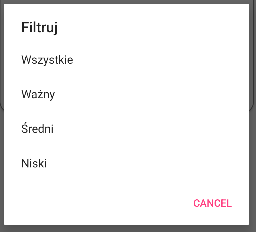 Filtruj
Wszystkie
Ważny
Średni
Niski
CANCEL